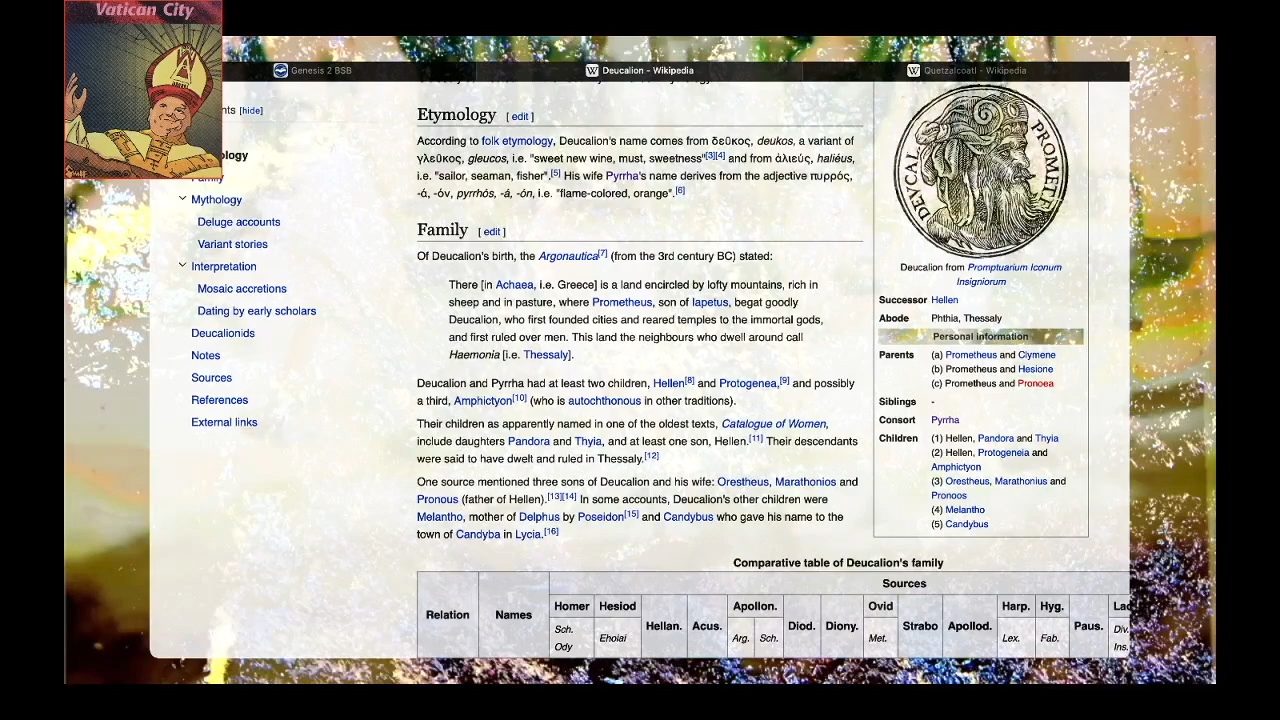 Vatican City
Genesis 2 BSB
Deucalion - Wikipedia
Quetzalcoatl - Wikipedia
nts [hide]
ology
Family
Mythology
Deluge accounts
Variant stories
Interpretation
Mosaic accretions
Dating by early scholars
Deucalionids
Notes
Sources
References
External links
Etymology [ edit ]
According to folk etymology, Deucalion's name comes from δεῦκος, deukos, a variant of
γλεῦκος, gleucos, i.e. "sweet new wine, must, sweetness"[3][4] and from ἁλιεύς, haliéus,
i.e. "sailor, seaman, fisher".[5] His wife Pyrrha's name derives from the adjective πυρρός,
-ά, -όν, pyrrhós, -á, -ón, i.e. "flame-colored, orange".[6]
Family [ edit ]
Of Deucalion's birth, the Argonautica[7] (from the 3rd century BC) stated:
There [in Achaea, i.e. Greece] is a land encircled by lofty mountains, rich in
sheep and in pasture, where Prometheus, son of Iapetus, begat goodly
Deucalion, who first founded cities and reared temples to the immortal gods,
and first ruled over men. This land the neighbours who dwell around call
Haemonia [i.e. Thessaly].
Deucalion and Pyrrha had at least two children, Hellen[8] and Protogenea,[9] and possibly
a third, Amphictyon[10] (who is autochthonous in other traditions).
Their children as apparently named in one of the oldest texts, Catalogue of Women,
include daughters Pandora and Thyia, and at least one son, Hellen.[11] Their descendants
were said to have dwelt and ruled in Thessaly.[12]
One source mentioned three sons of Deucalion and his wife: Orestheus, Marathonios and
Pronous (father of Hellen).[13][14] In some accounts, Deucalion's other children were
Melantho, mother of Delphus by Poseidon[15] and Candybus who gave his name to the
town of Candyba in Lycia.[16]
DEUCAL PROMETH
Deucalion from Promptuarium Iconum
Insigniorum
Successor Hellen
Abode Phthia, Thessaly
Personal information
Parents (a) Prometheus and Clymene
(b) Prometheus and Hesione
(c) Prometheus and Pronoea
Siblings -
Consort Pyrrha
Children (1) Hellen, Pandora and Thyia
(2) Hellen, Protogeneia and
Amphictyon
(3) Orestheus, Marathonius and
Pronoos
(4) Melantho
(5) Candybus
Comparative table of Deucalion's family
Relation Names Sources
Homer Hesiod Hellan. Acus. Apollon. Diod. Diony. Ovid Strabo Apollod. Harp. Hyg. Paus. Lac
Sch. Ehoiai Arg. Sch. Met. Lex. Fab. Div.
Ody Ins.